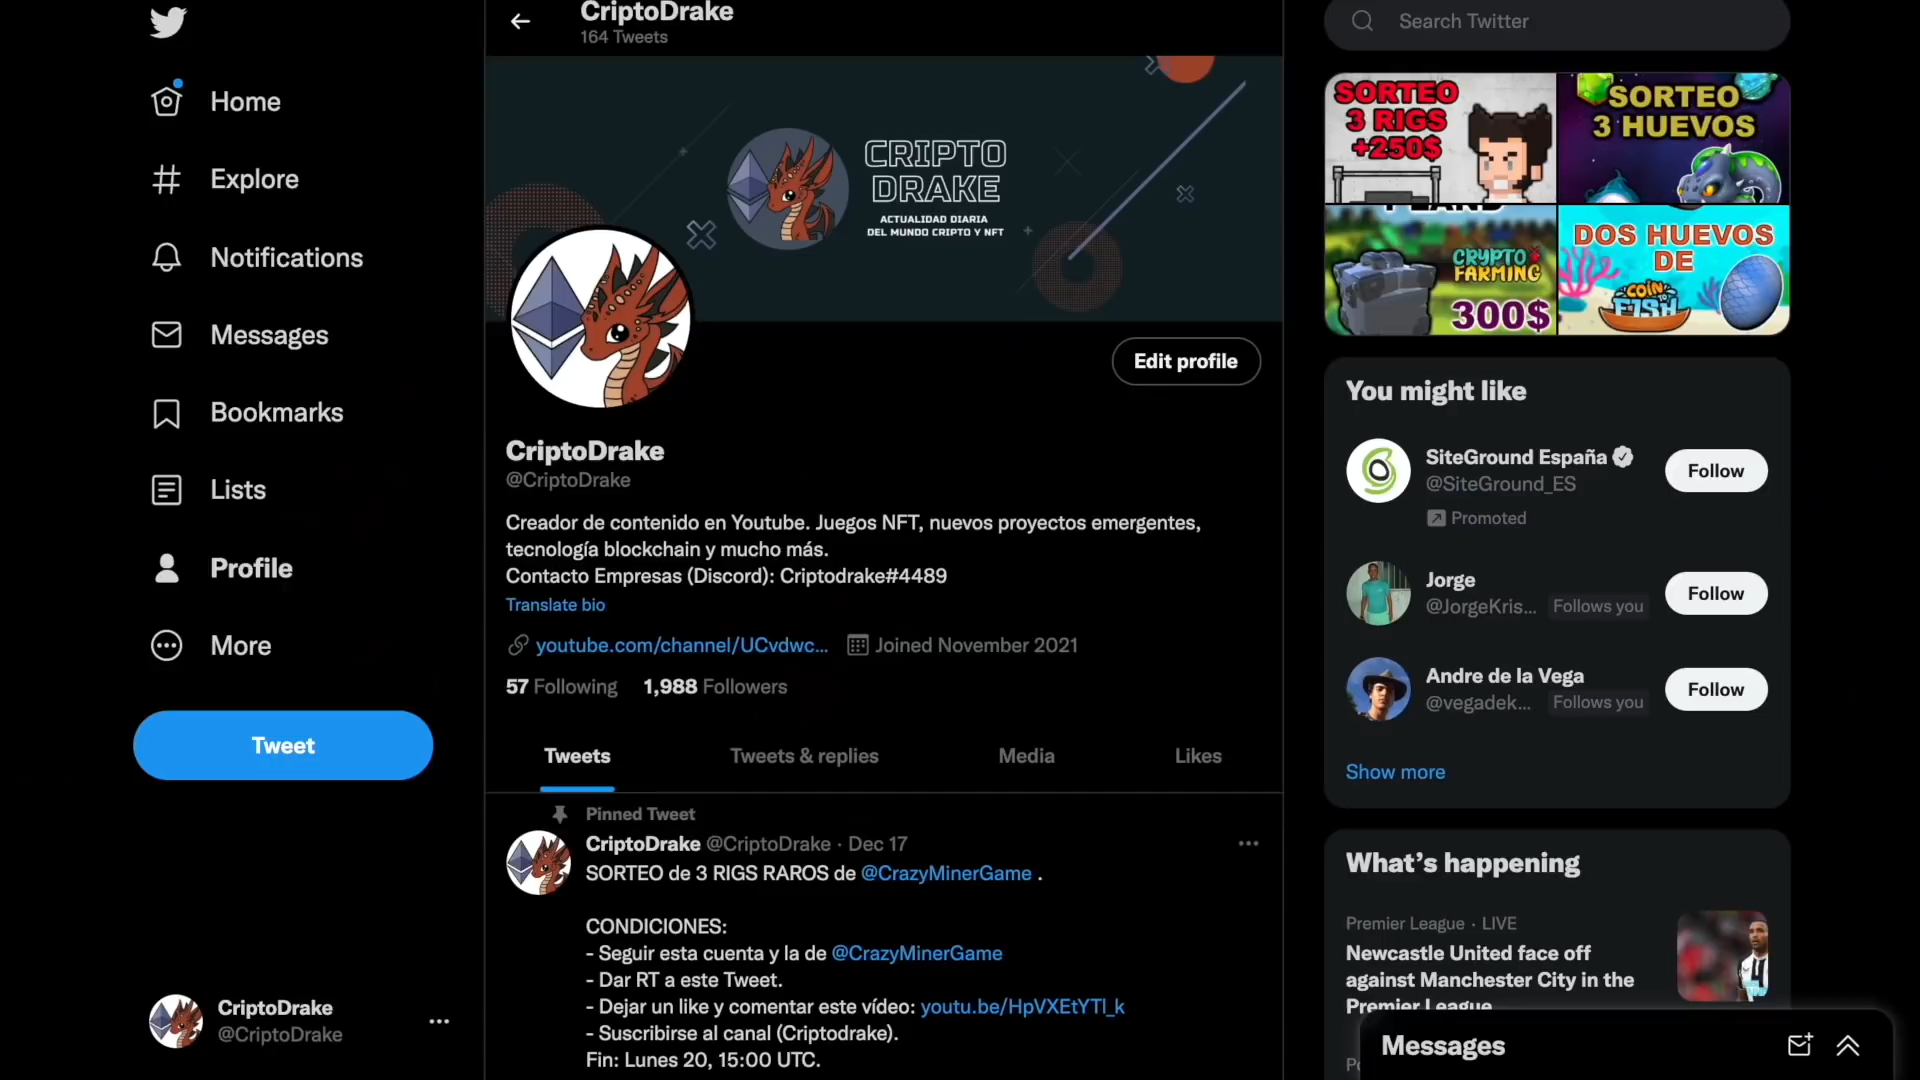 Home
Explore
Notifications
Messages
Bookmarks
Lists
Profile
More
Tweet
CriptoDrake
@CriptoDrake
CriptoDrake
164 Tweets
CRIPTO
DRAKE
ACTUALIDAD DIARIA
DEL MUNDO CRIPTO Y NFT
Edit profile
CriptoDrake
@CriptoDrake
Creador de contenido en Youtube. Juegos NFT, nuevos proyectos emergentes,
tecnología blockchain y mucho más.
Contacto Empresas (Discord): Criptodrake#4489
Translate bio
youtube.com/channel/UCvdwc... Joined November 2021
57 Following 1,988 Followers
Tweets Tweets & replies Media Likes
Pinned Tweet
CriptoDrake @CriptoDrake · Dec 17
SORTEO de 3 RIGS RAROS de @CrazyMinerGame .
CONDICIONES:
- Seguir esta cuenta y la de @CrazyMinerGame
- Dar RT a este Tweet.
- Dejar un like y comentar este vídeo: youtu.be/HpVXEtYTl_k
- Suscribirse al canal (Criptodrake).
Fin: Lunes 20, 15:00 UTC.
Search Twitter
SORTEO
3 RIGS
+250$
SORTEO
3 HUEVOS
CRYPTO
FARMING
300$
DOS HUEVOS
DE
COIN
TO
FISH
You might like
SiteGround España
@SiteGround_ES
Promoted
Follow
Jorge
@JorgeKris... Follows you
Follow
Andre de la Vega
@vegadek... Follows you
Follow
Show more
What's happening
Premier League · LIVE
Newcastle United face off
against Manchester City in the
Premier League
Messages